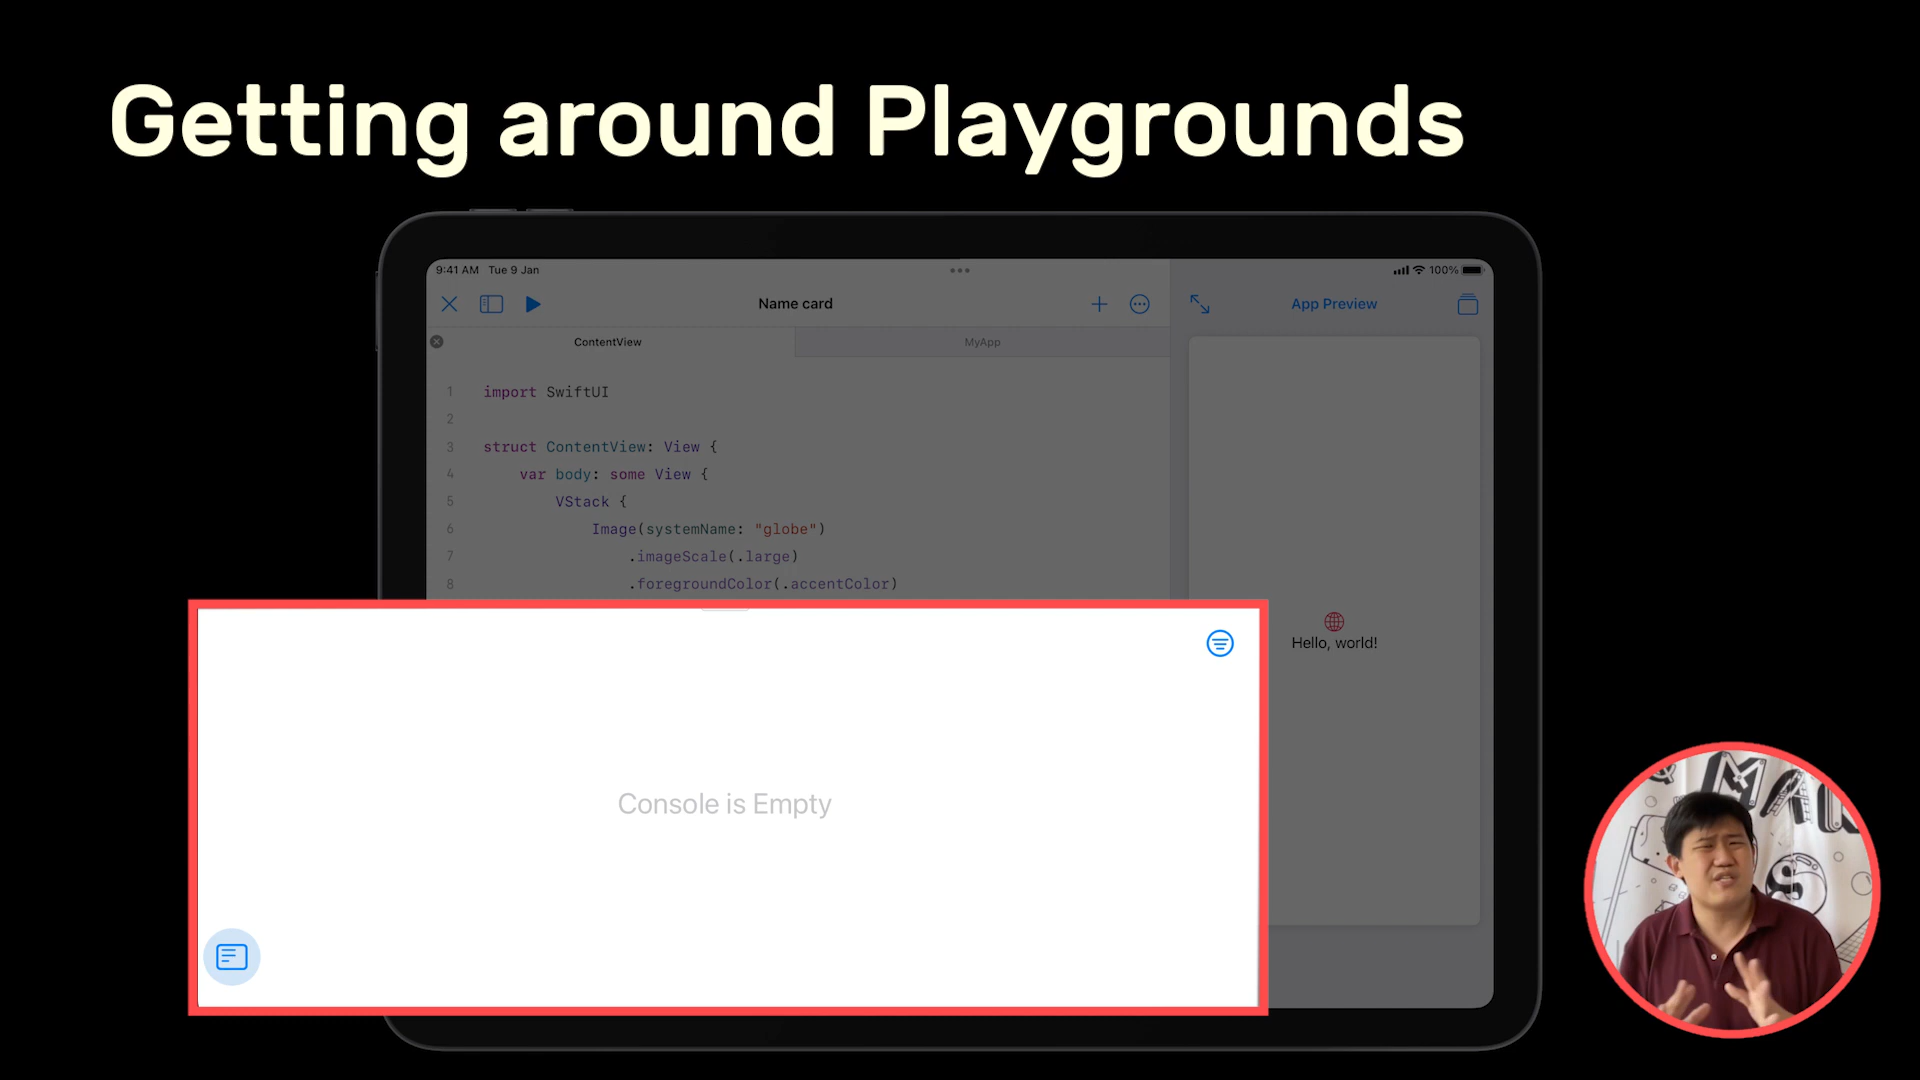 Getting around Playgrounds
9:41 AM Tue 9 Jan
100%
Name card
App Preview
ContentView
MyApp
1 import SwiftUI
2
3 struct ContentView: View {
4 var body: some View {
5 VStack {
6 Image(systemName: "globe")
7 .imageScale(.large)
8 .foregroundColor(.accentColor)
Hello, world!
Console is Empty